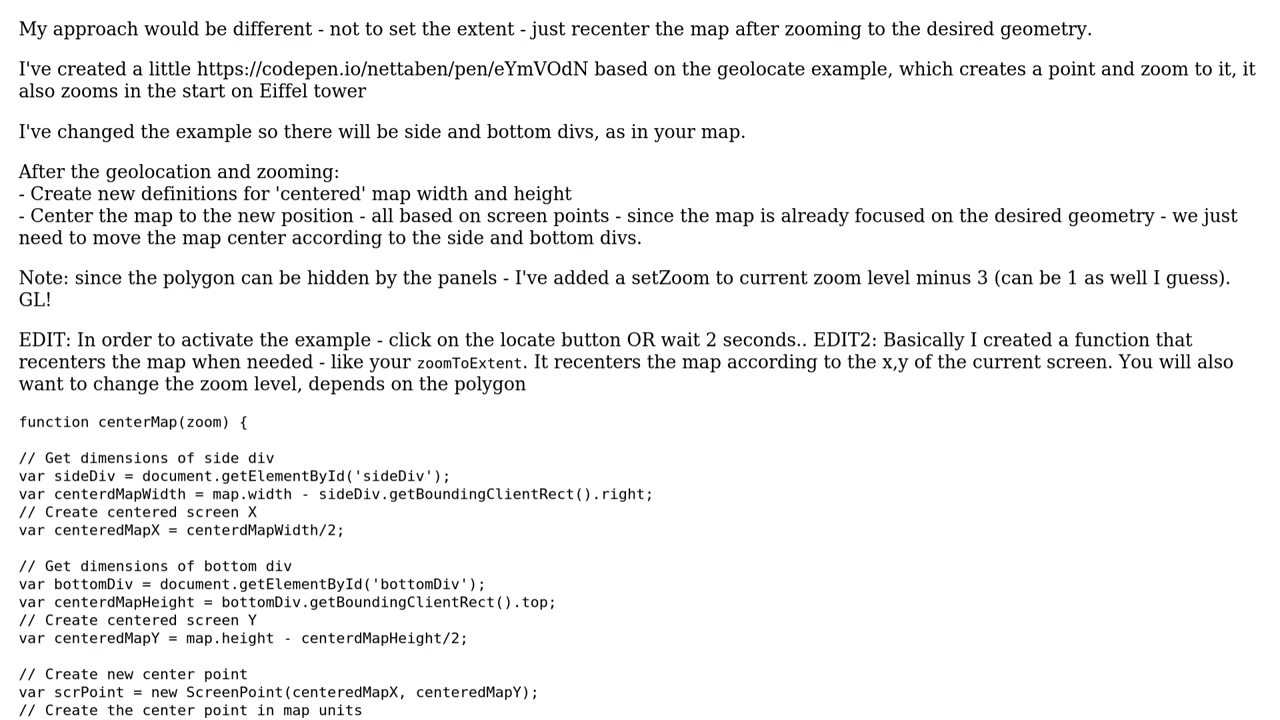 My approach would be different - not to set the extent - just recenter the map after zooming to the desired geometry.
I've created a little https://codepen.io/nettaben/pen/eYmVOdN based on the geolocate example, which creates a point and zoom to it, it
also zooms in the start on Eiffel tower
I've changed the example so there will be side and bottom divs, as in your map.
After the geolocation and zooming:
- Create new definitions for 'centered' map width and height
- Center the map to the new position - all based on screen points - since the map is already focused on the desired geometry - we just
need to move the map center according to the side and bottom divs.
Note: since the polygon can be hidden by the panels - I've added a setZoom to current zoom level minus 3 (can be 1 as well I guess).
GL!
EDIT: In order to activate the example - click on the locate button OR wait 2 seconds.. EDIT2: Basically I created a function that
recenters the map when needed - like your zoomToExtent. It recenters the map according to the x,y of the current screen. You will also
want to change the zoom level, depends on the polygon
function centerMap(zoom) {
// Get dimensions of side div
var sideDiv = document.getElementById('sideDiv');
var centerdMapWidth = map.width - sideDiv.getBoundingClientRect().right;
// Create centered screen X
var centeredMapX = centerdMapWidth/2;
// Get dimensions of bottom div
var bottomDiv = document.getElementById('bottomDiv');
var centerdMapHeight = bottomDiv.getBoundingClientRect().top;
// Create centered screen Y
var centeredMapY = map.height - centerdMapHeight/2;
// Create new center point
var scrPoint = new ScreenPoint(centeredMapX, centeredMapY);
// Create the center point in map units